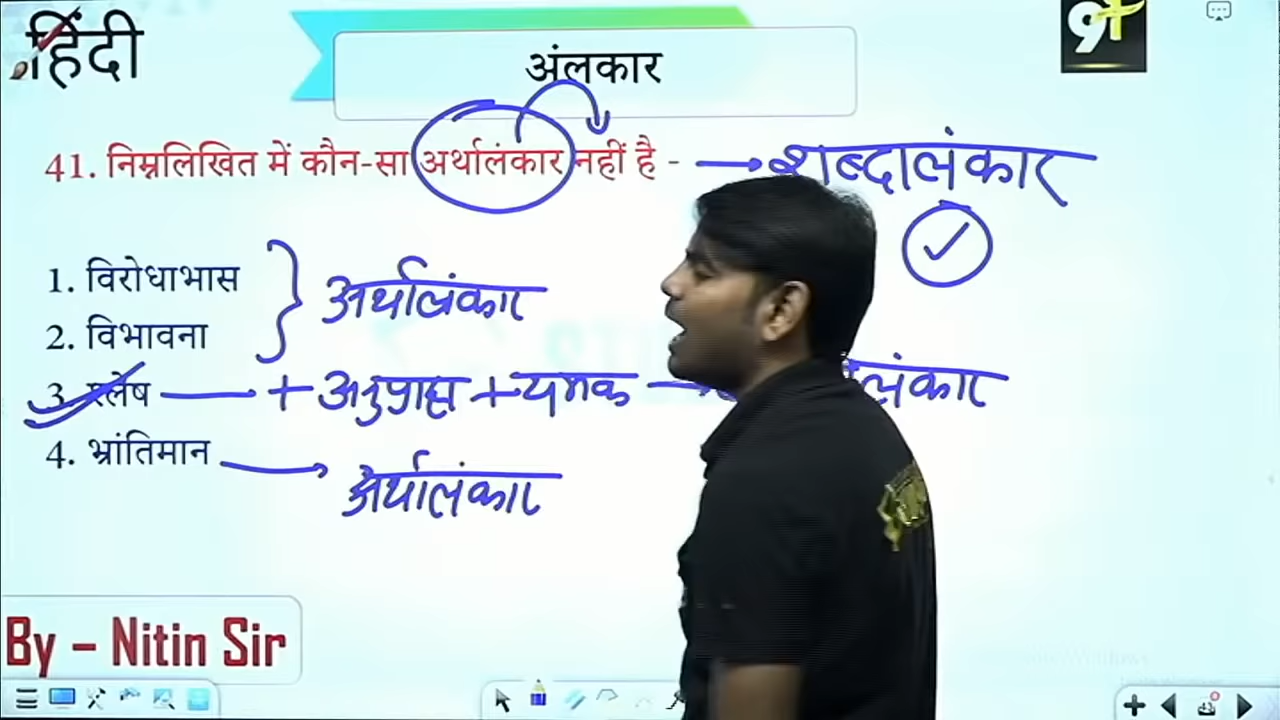 हिंदी
अंलकार
41. निम्नलिखित में कौन-सा अर्थालंकार नहीं है - → शब्दालंकार
1. विरोधाभास
2. विभावना
} अर्थालंकार
3. श्लेष — + अनुप्रास + यमक →
4. भ्रांतिमान → अर्थालंकार
By – Nitin Sir